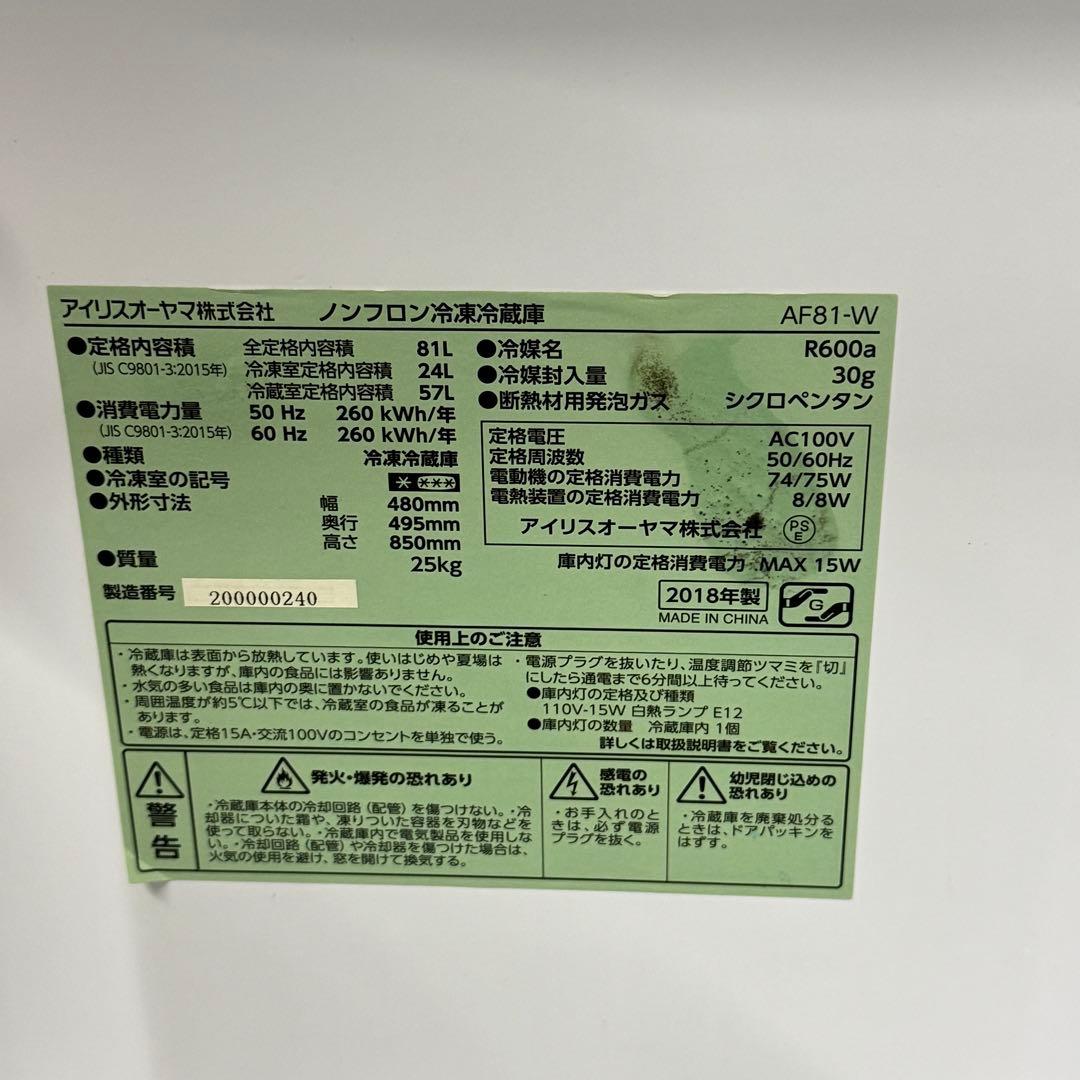 アイリスオーヤマ株式会社 ノンフロン冷凍冷蔵庫 AF81-W
●定格内容積 全定格内容積 81L
(JIS C9801-3:2015年) 冷凍室定格内容積 24L
冷蔵室定格内容積 57L
●消費電力量 50 Hz 260 kWh/年
(JIS C9801-3:2015年) 60 Hz 260 kWh/年
●種類 冷凍冷蔵庫
●冷凍室の記号
●外形寸法 幅 480mm
奥行 495mm
高さ 850mm
●質量 25kg
製造番号 200000240
●冷媒名 R600a
●冷媒封入量 30g
●断熱材用発泡ガス シクロペンタン
定格電圧 AC100V
定格周波数 50/60Hz
電動機の定格消費電力 74/75W
電熱装置の定格消費電力 8/8W
アイリスオーヤマ株式会社 PSE
庫内灯の定格消費電力 MAX 15W
2018年製
MADE IN CHINA
G
使用上のご注意
・冷蔵庫は表面から放熱しています。使いはじめや夏場は
熱くなりますが、庫内の食品には影響ありません。
・水気の多い食品は庫内の奥に置かないでください。
・周囲温度が約5℃以下では、冷蔵室の食品が凍ることが
あります。
・電源は、定格15A・交流100Vのコンセントを単独で使う。
・電源プラグを抜いたり、温度調節ツマミを『切』
にしたら通電まで6分間以上待ってください。
●庫内灯の定格及び種類
110V-15W 白熱ランプ E12
●庫内灯の数量 冷蔵庫内 1個
詳しくは取扱説明書をご覧ください。
警告
発火・爆発の恐れあり
・冷蔵庫本体の冷却回路(配管)を傷つけない。・冷
却器についた霜や、凍りついた容器を刃物などを
使って取らない。・冷蔵庫内で電気製品を使用しな
い。・冷却回路(配管)や冷却器を傷つけた場合は、
火気の使用を避け、窓を開けて換気する。
感電の
恐れあり
・お手入れのと
きは、必ず電源
プラグを抜く。
幼児閉じ込めの
恐れあり
・冷蔵庫を廃棄処分る
ときは、ドアパッキンを
はずす。